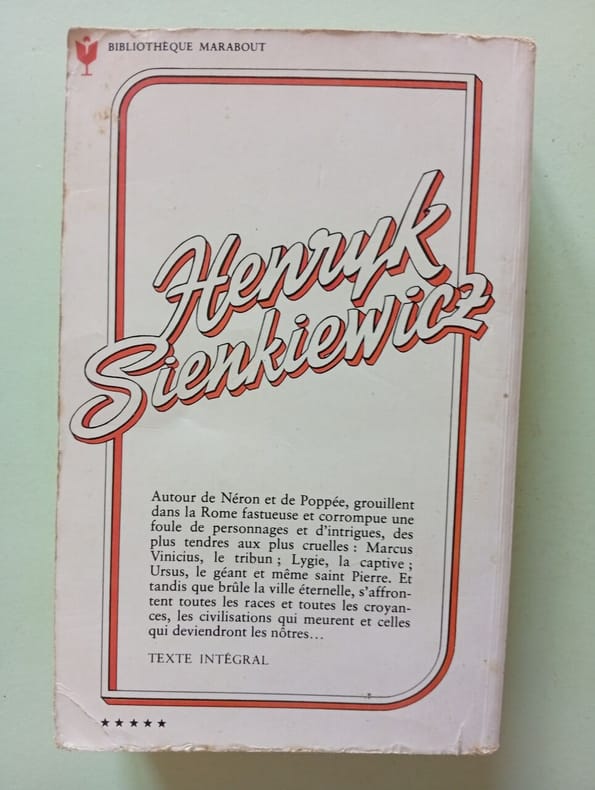 BIBLIOTHÈQUE MARABOUT
Henryk
Sienkiewicz
Autour de Néron et de Poppée, grouillent
dans la Rome fastueuse et corrompue une
foule de personnages et d'intrigues, des
plus tendres aux plus cruelles : Marcus
Vinicius, le tribun ; Lygie, la captive ;
Ursus, le géant et même saint Pierre. Et
tandis que brûle la ville éternelle, s'affron-
tent toutes les races et toutes les croyan-
ces, les civilisations qui meurent et celles
qui deviendront les nôtres...
TEXTE INTÉGRAL
★★★★★